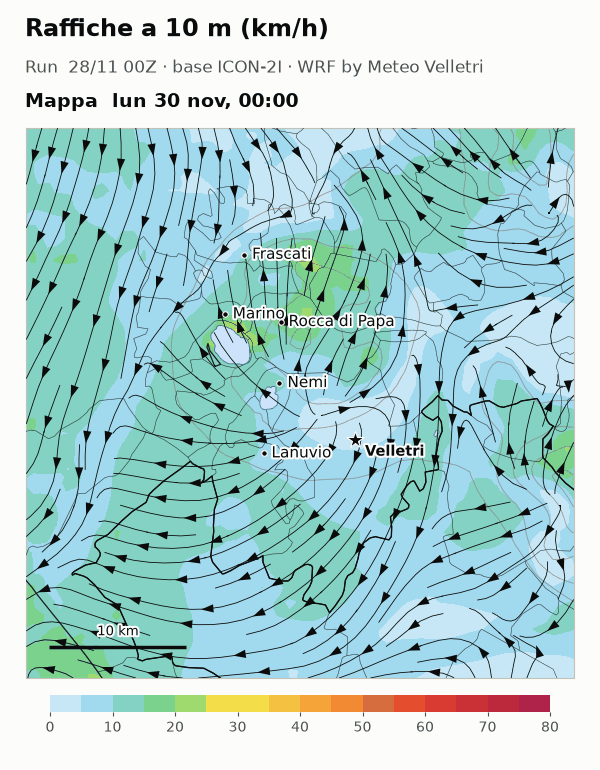 Raffiche a 10 m (km/h)
Run  28/11 00Z · base ICON-2I · WRF by Meteo Velletri
Mappa  lun 30 nov, 00:00
Frascati
Marino
Rocca di Papa
Nemi
Velletri
Lanuvio
10 km
0 10 20 30 40 50 60 70 80